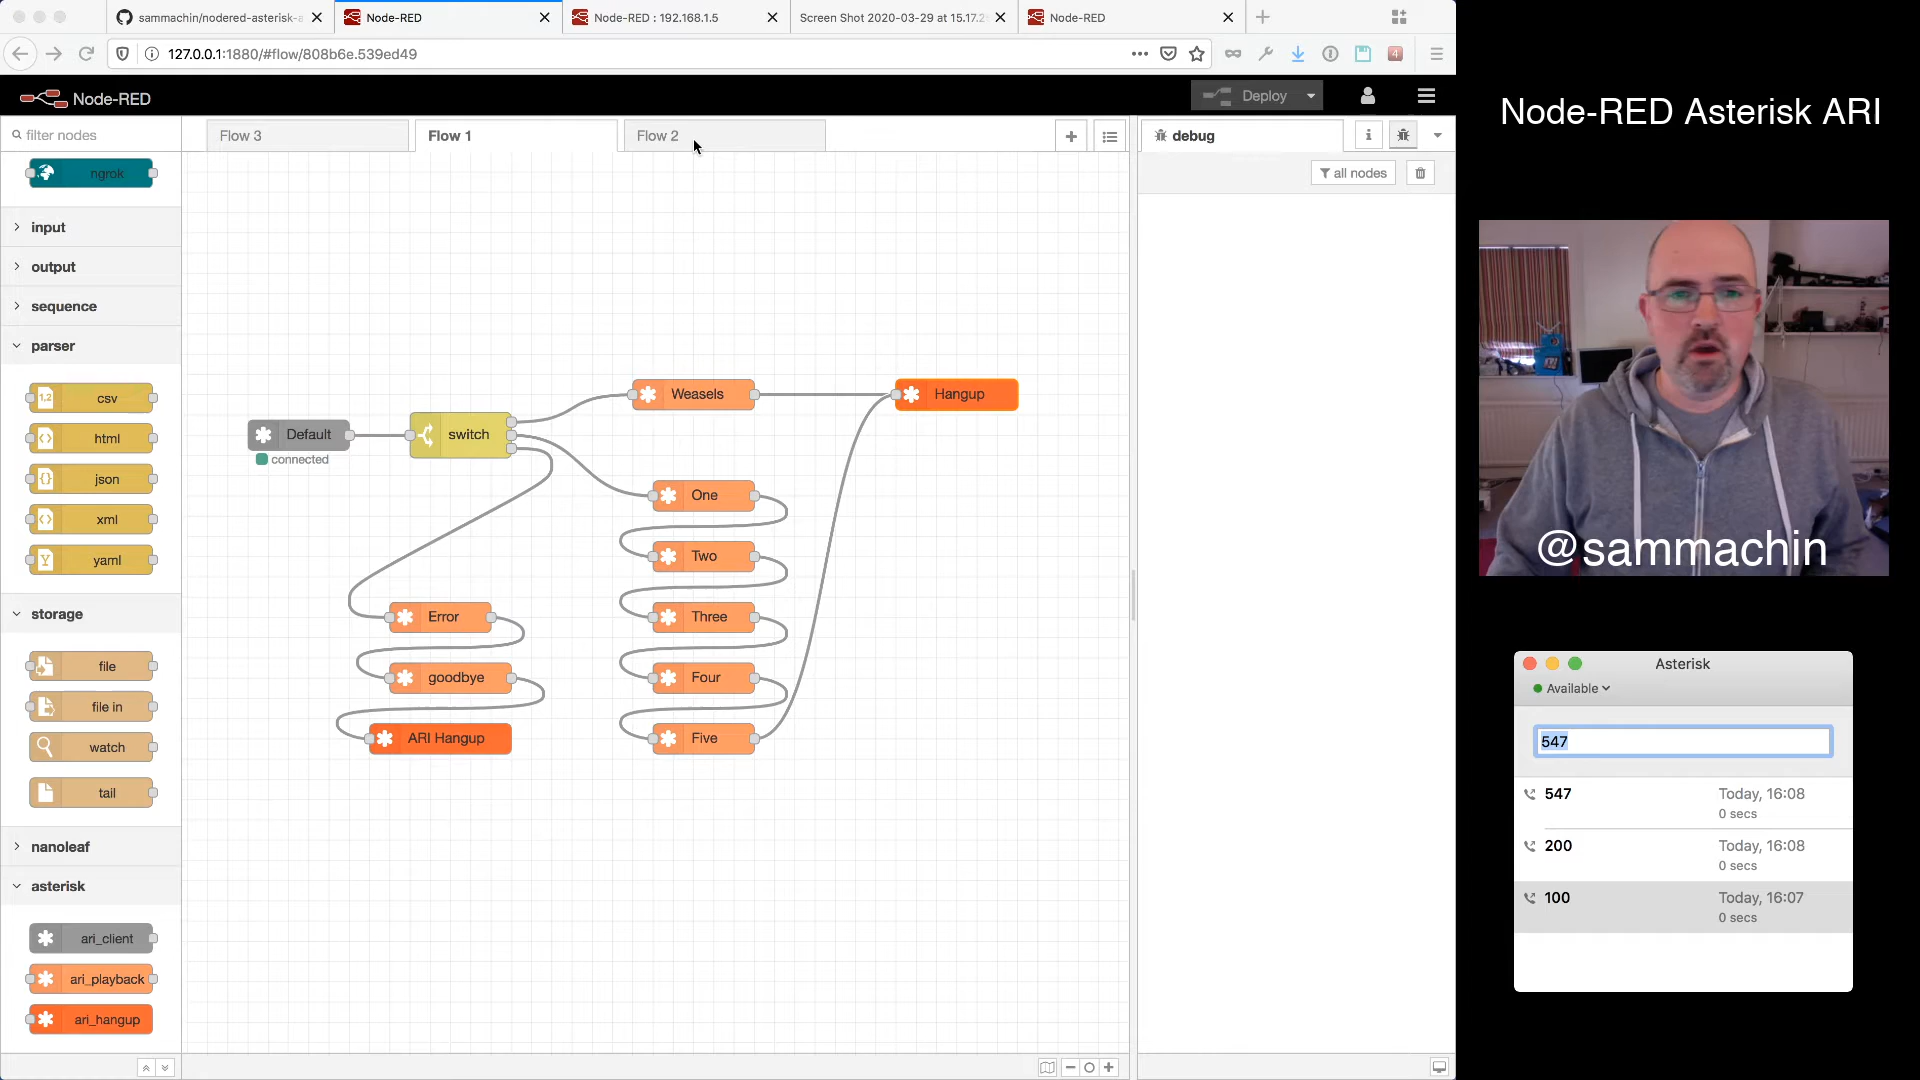 sammachin/nodered-asterisk-a
Node-RED
Node-RED : 192.168.1.5
Screen Shot 2020-03-29 at 15.17.2
Node-RED
127.0.0.1:1880/#flow/808b6e.539ed49
4
Node-RED
Deploy
filter nodes
Flow 3
Flow 1
Flow 2
debug
all nodes
ngrok
input
output
sequence
parser
csv
html
json
xml
yaml
storage
file
file in
watch
tail
nanoleaf
asterisk
ari_client
ari_playback
ari_hangup
Default
connected
switch
Weasels
Hangup
One
Two
Three
Four
Five
Error
goodbye
ARI Hangup
Node-RED Asterisk ARI
@sammachin
Asterisk
Available
547
547 Today, 16:08
0 secs
200 Today, 16:08
0 secs
100 Today, 16:07
0 secs